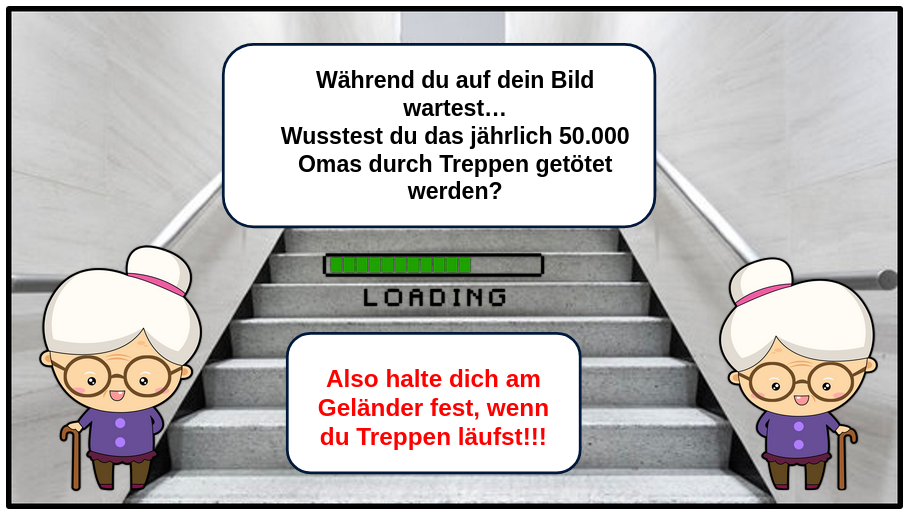 Während du auf dein Bild
wartest…
Wusstest du das jährlich 50.000
Omas durch Treppen getötet
werden?
LOADING
Also halte dich am
Geländer fest, wenn
du Treppen läufst!!!